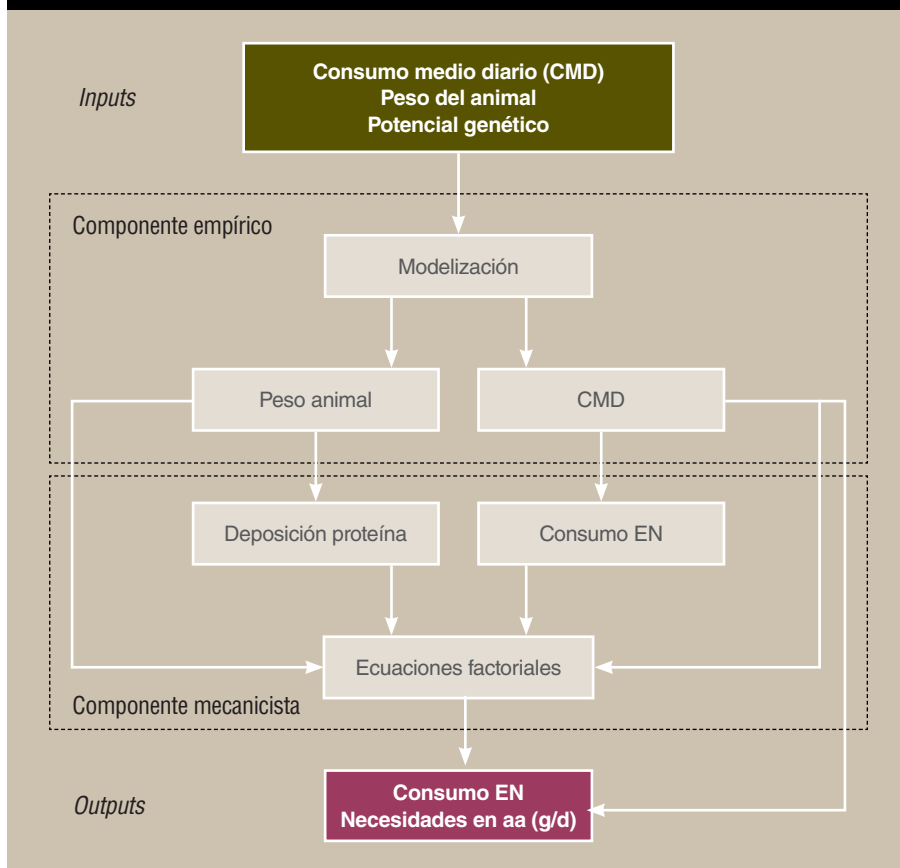 Inputs
Consumo medio diario (CMD)
Peso del animal
Potencial genético
Componente empírico
Modelización
Peso animal
CMD
Deposición proteína
Consumo EN
Ecuaciones factoriales
Componente mecanicista
Outputs
Consumo EN
Necesidades en aa (g/d)